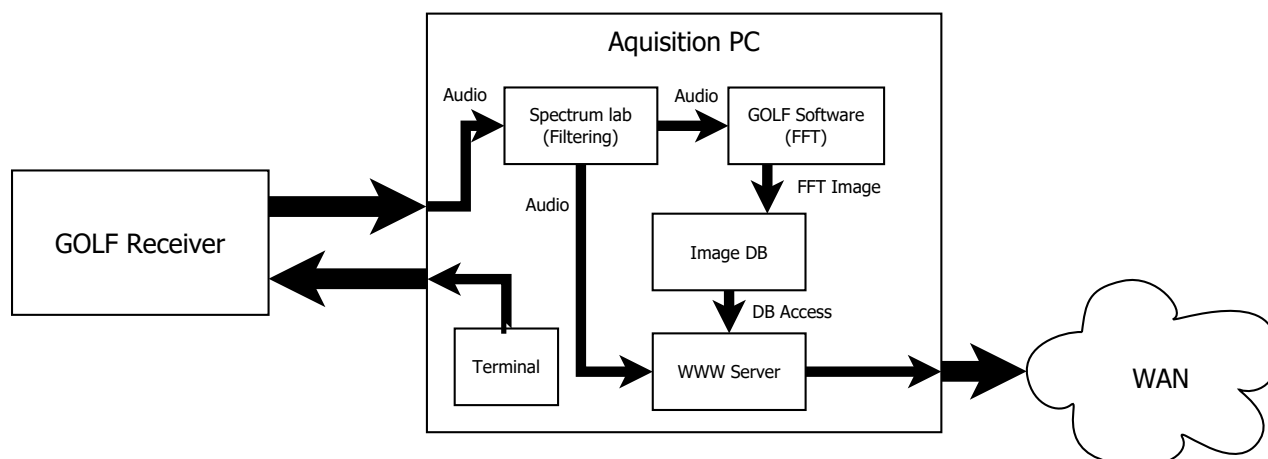 Aquisition PC
Audio
Spectrum lab
(Filtering)
Audio
GOLF Software
(FFT)
FFT Image
Audio
GOLF Receiver
Image DB
DB Access
Terminal
WWW Server
WAN